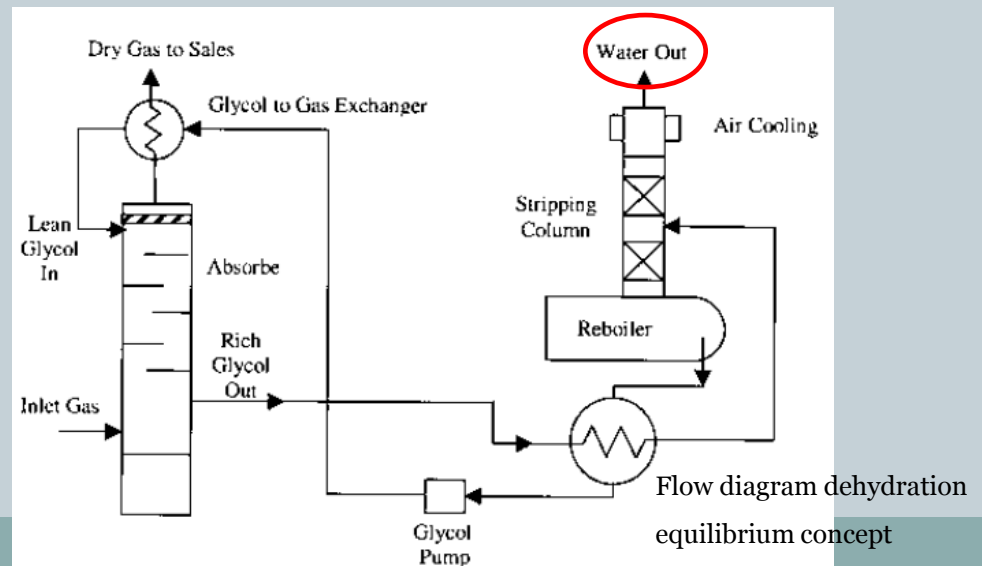 Dry Gas to Sales
Glycol to Gas Exchanger
Lean
Glycol
In
Absorbe
Rich
Glycol
Out
Inlet Gas
Glycol
Pump
Water Out
Air Cooling
Stripping
Column
Reboiler
Flow diagram dehydration
equilibrium concept